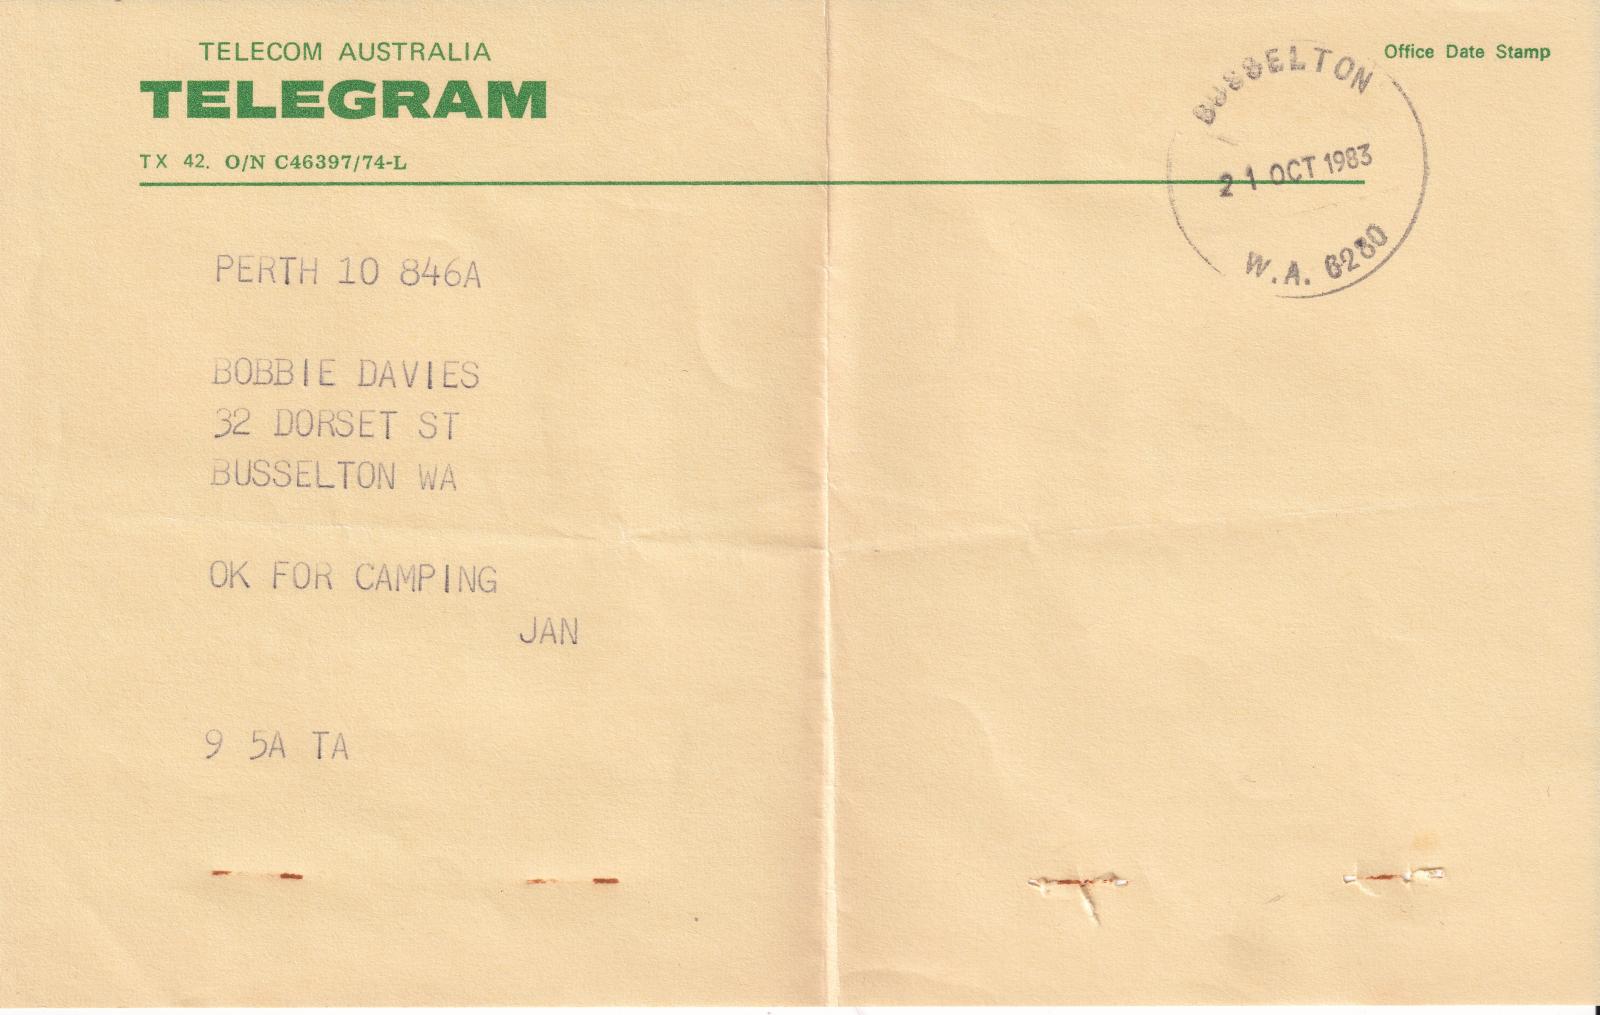 TELECOM AUSTRALIA
TELEGRAM
TX 42. O/N C46397/74-L
Office Date Stamp
BUSSELTON
21 OCT 1983
W.A. 6280
PERTH 10 846A
BOBBIE DAVIES
32 DORSET ST
BUSSELTON WA
OK FOR CAMPING
JAN
9 5A TA